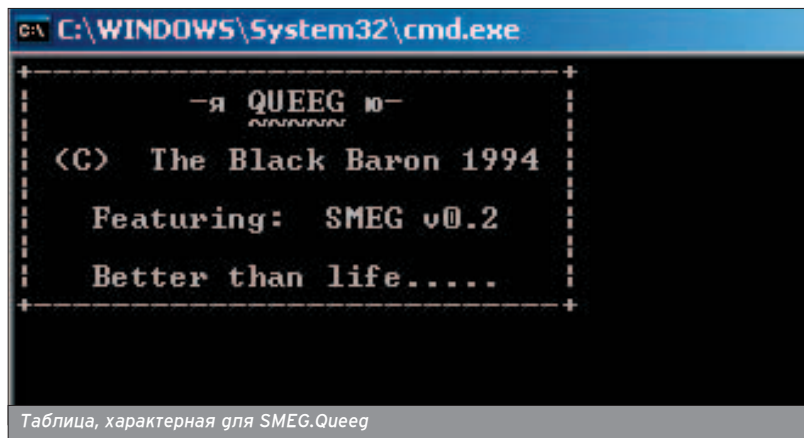 C:\WINDOWS\System32\cmd.exe
-я QUEEG ю-
(C) The Black Baron 1994
Featuring: SMEG v0.2
Better than life.....
Таблица, характерная для SMEG.Queeg